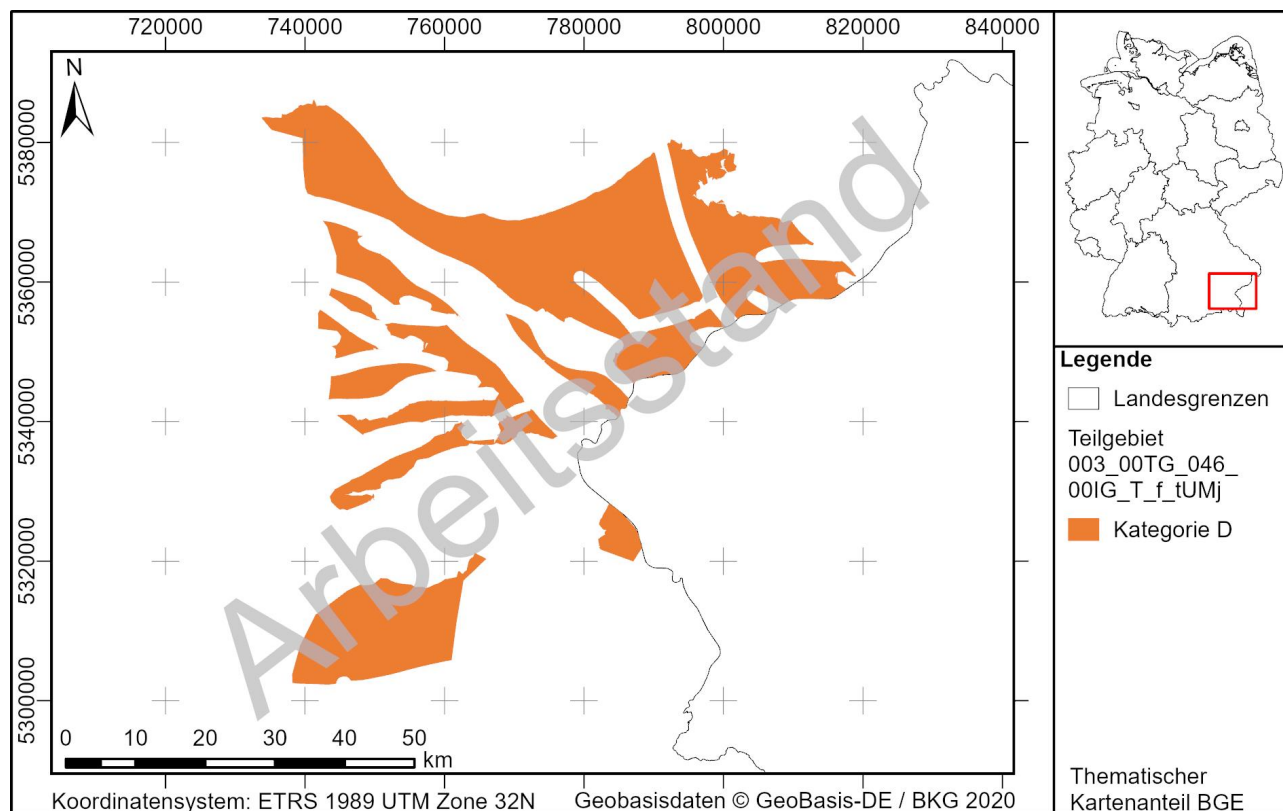 720000 740000 760000 780000 800000 820000 840000
N
5380000
5360000
5340000
5320000
5300000
Arbeitsstand
0 10 20 30 40 50
km
Koordinatensystem: ETRS 1989 UTM Zone 32N Geobasisdaten © GeoBasis-DE / BKG 2020
Legende
Landesgrenzen
Teilgebiet
003_00TG_046_
00IG_T_f_tUMj
Kategorie D
Thematischer
Kartenanteil BGE